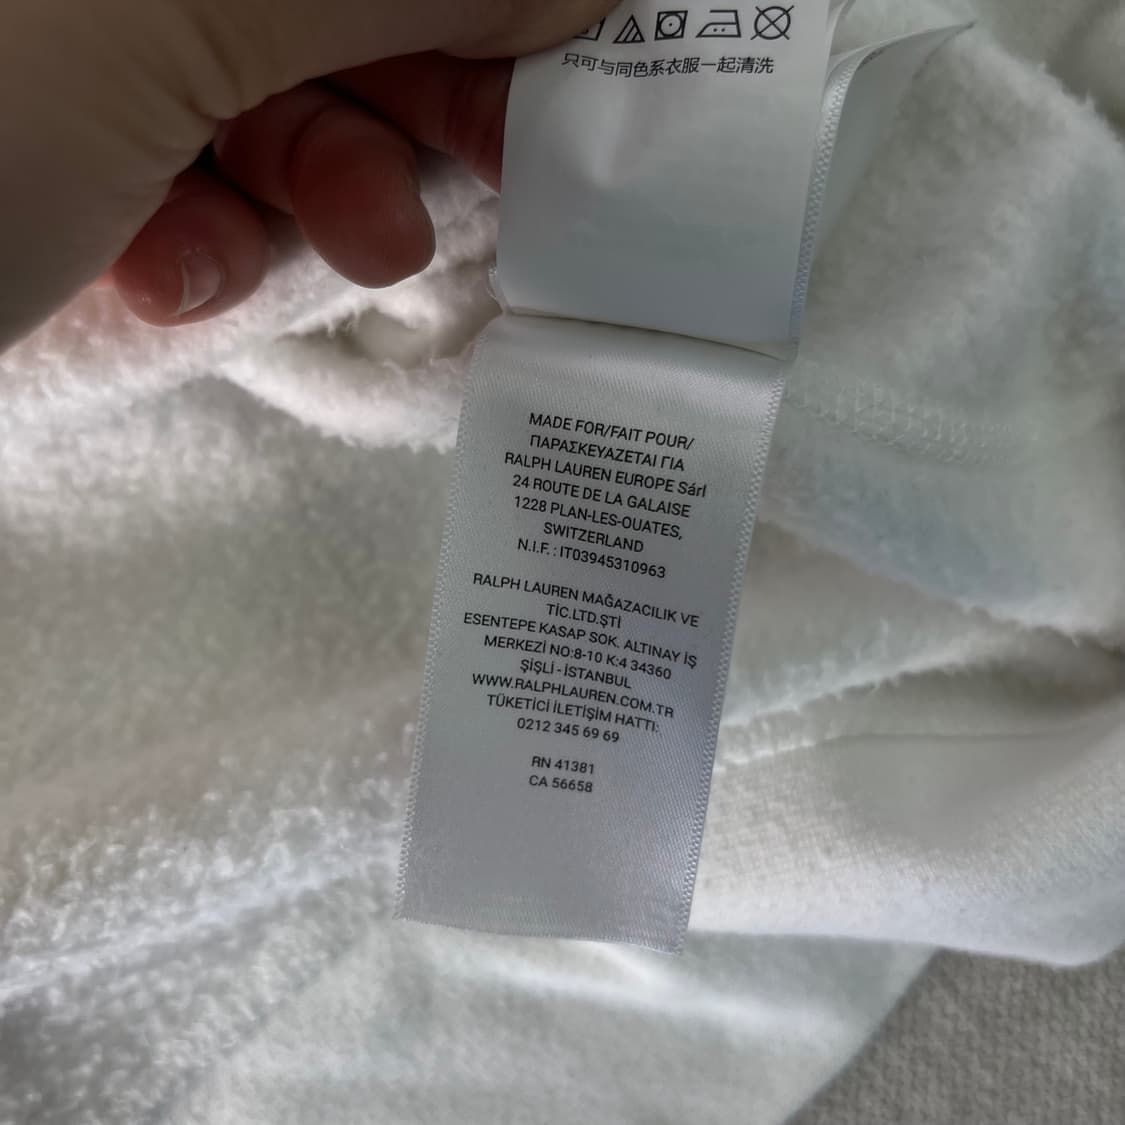 只可与同色系衣服一起清洗
MADE FOR/FAIT POUR/
ΠΑΡΑΣΚΕΥΑΖΕΤΑΙ ΓΙΑ
RALPH LAUREN EUROPE Sárl
24 ROUTE DE LA GALAISE
1228 PLAN-LES-OUATES,
SWITZERLAND
N.I.F. : IT03945310963
RALPH LAUREN MAĞAZACILIK VE
TİC.LTD.ŞTİ
ESENTEPE KASAP SOK. ALTINAY İŞ
MERKEZİ NO:8-10 K:4 34360
ŞİŞLİ - İSTANBUL
WWW.RALPHLAUREN.COM.TR
TÜKETİCİ İLETİŞİM HATTI:
0212 345 69 69
RN 41381
CA 56658